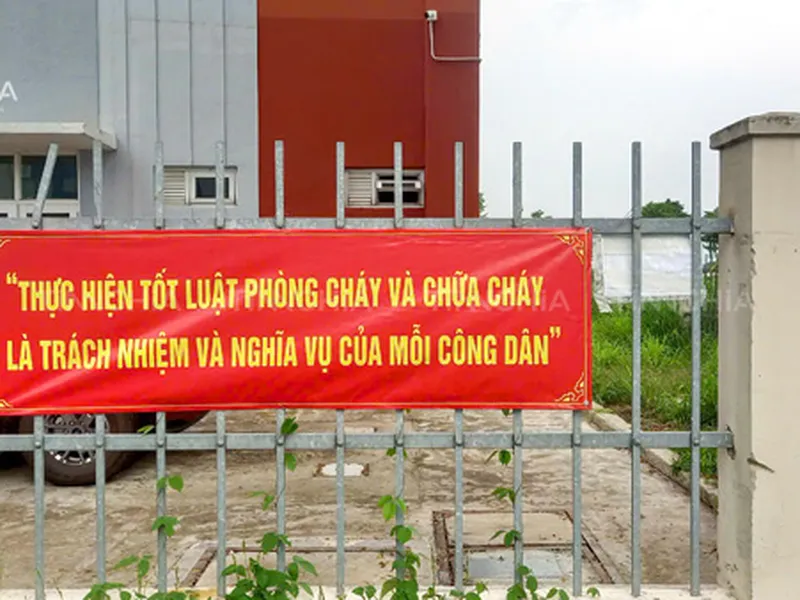 “THỰC HIỆN TỐT LUẬT PHÒNG CHÁY VÀ CHỮA CHÁY
LÀ TRÁCH NHIỆM VÀ NGHĨA VỤ CỦA MỖI CÔNG DÂN”